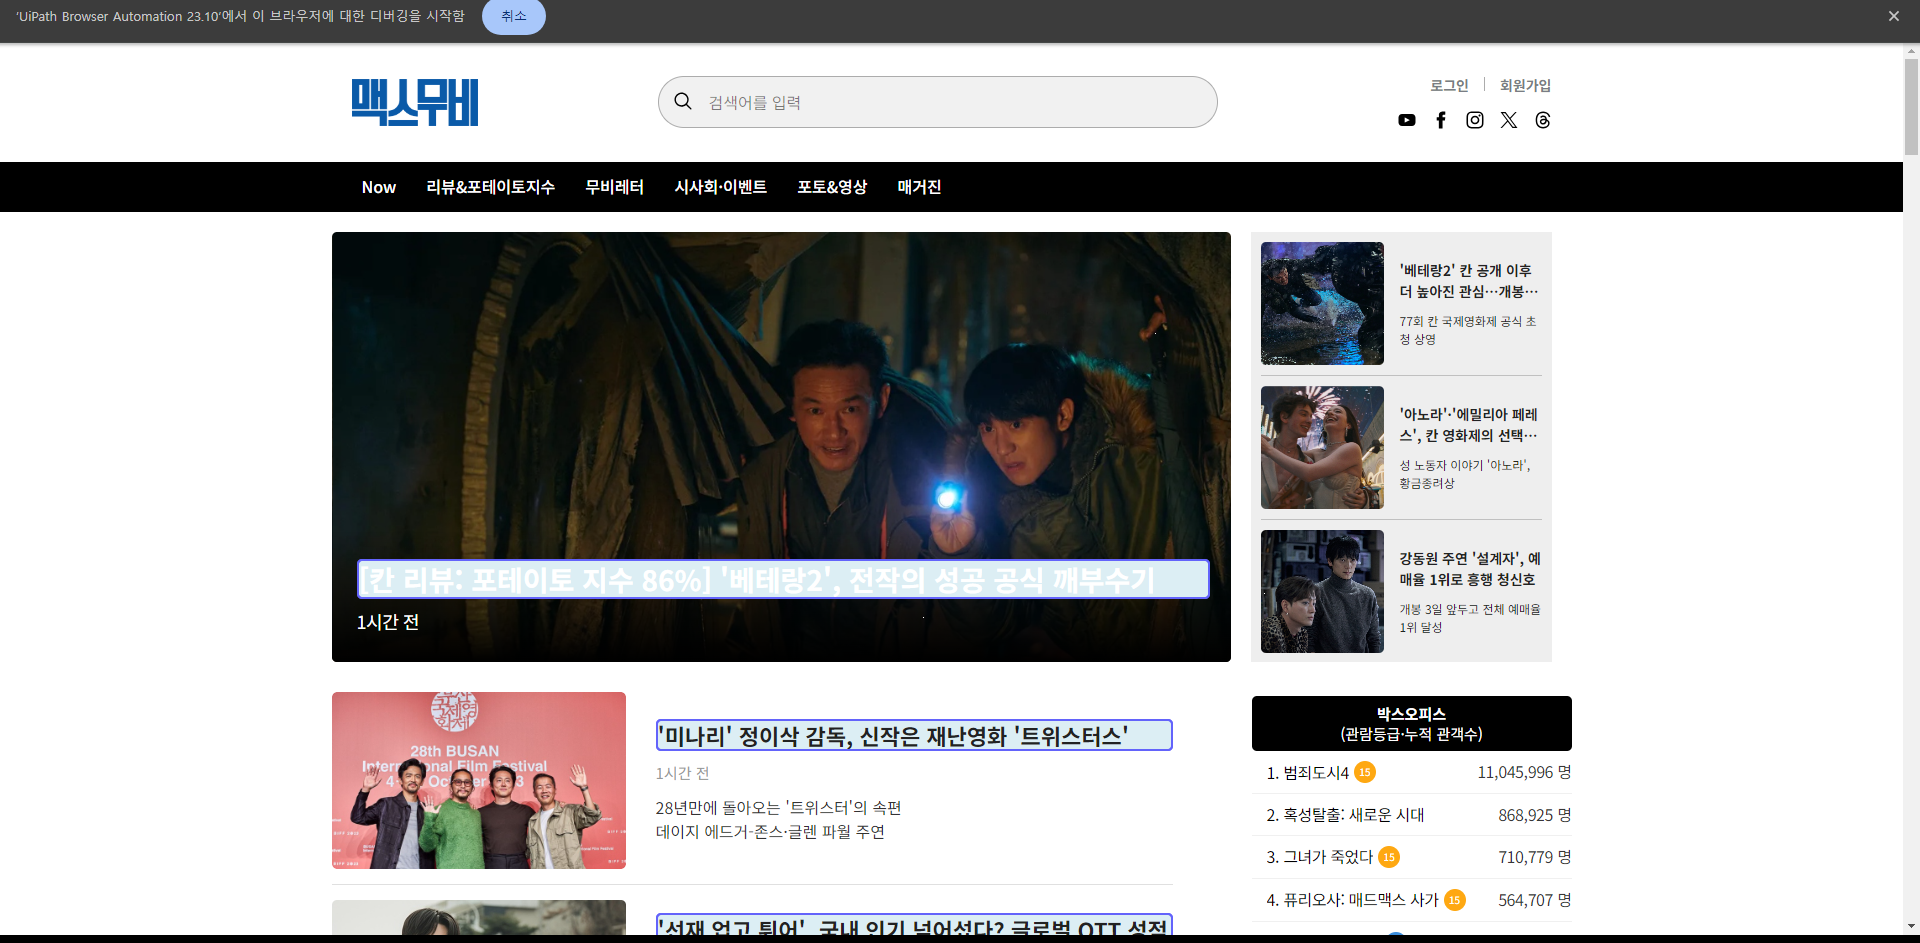 'UiPath Browser Automation 23.10'에서 이 브라우저에 대한 디버깅을 시작함
취소
맥스무비
검색어를 입력
로그인
회원가입
Now
리뷰&포테이토지수
무비레터
시사회·이벤트
포토&영상
매거진
[칸 리뷰: 포테이토 지수 86%] '베테랑2', 전작의 성공 공식 깨부수기
1시간 전
'베테랑2' 칸 공개 이후
더 높아진 관심…개봉…
77회 칸 국제영화제 공식 초
청 상영
'아노라'·'에밀리아 페레
스', 칸 영화제의 선택…
성 노동자 이야기 '아노라',
황금종려상
강동원 주연 '설계자', 예
매율 1위로 흥행 청신호
개봉 3일 앞두고 전체 예매율
1위 달성
28th BUSAN
International Film Festival
'미나리' 정이삭 감독, 신작은 재난영화 '트위스터스'
1시간 전
28년만에 돌아오는 '트위스터'의 속편
데이지 에드거-존스·글렌 파월 주연
'선재 업고 튀어', 국내 인기 넘어섰다? 글로벌 OTT 성적
박스오피스
(관람등급·누적 관객수)
1. 범죄도시4 15 11,045,996 명
2. 혹성탈출: 새로운 시대 868,925 명
3. 그녀가 죽었다 15 710,779 명
4. 퓨리오사: 매드맥스 사가 15 564,707 명